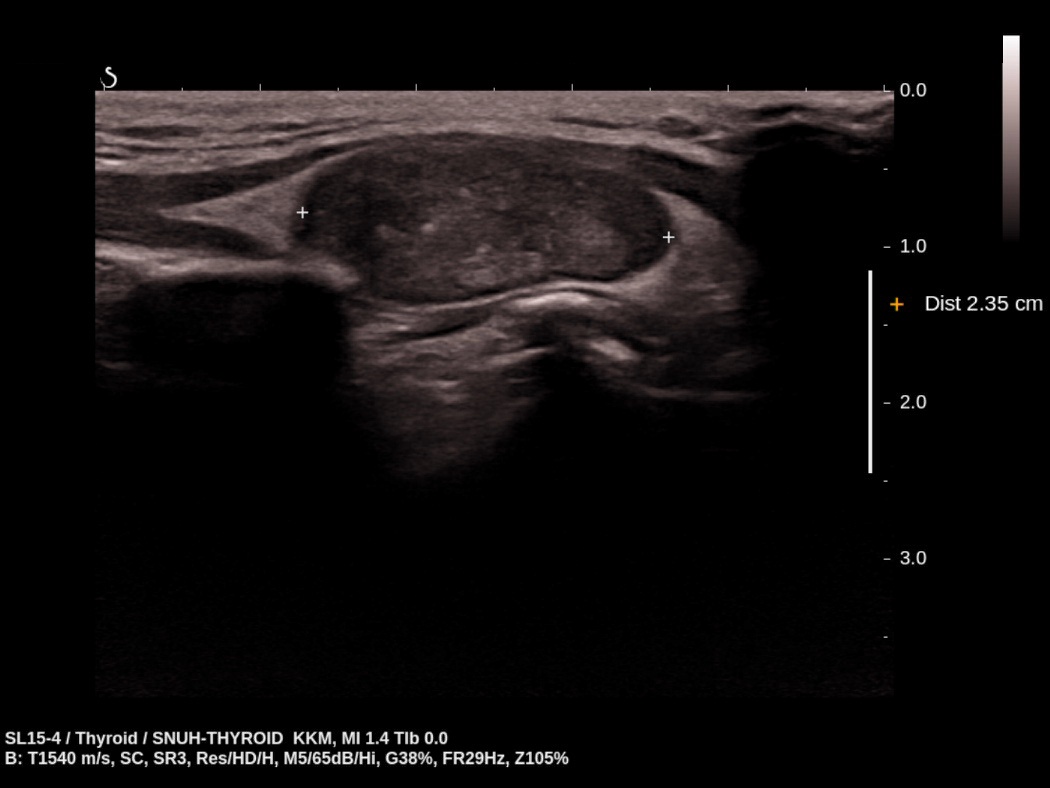 0.0
1.0
Dist 2.35 cm
2.0
3.0
SL15-4 / Thyroid / SNUH-THYROID KKM, MI 1.4 TIb 0.0
B: T1540 m/s, SC, SR3, Res/HD/H, M5/65dB/Hi, G38%, FR29Hz, Z105%